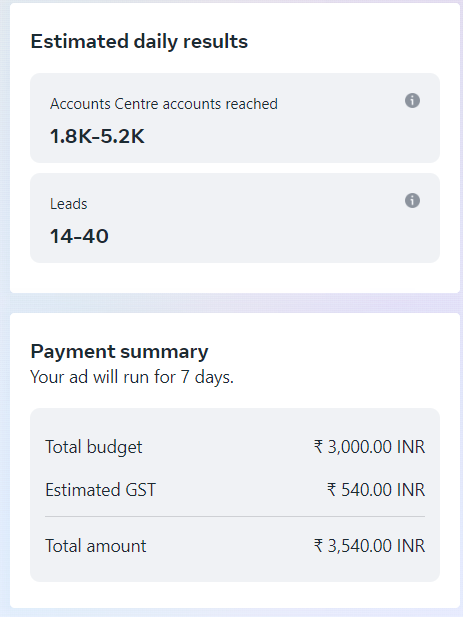 Estimated daily results
Accounts Centre accounts reached
1.8K-5.2K
Leads
14-40
Payment summary
Your ad will run for 7 days.
Total budget ₹ 3,000.00 INR
Estimated GST ₹ 540.00 INR
Total amount ₹ 3,540.00 INR